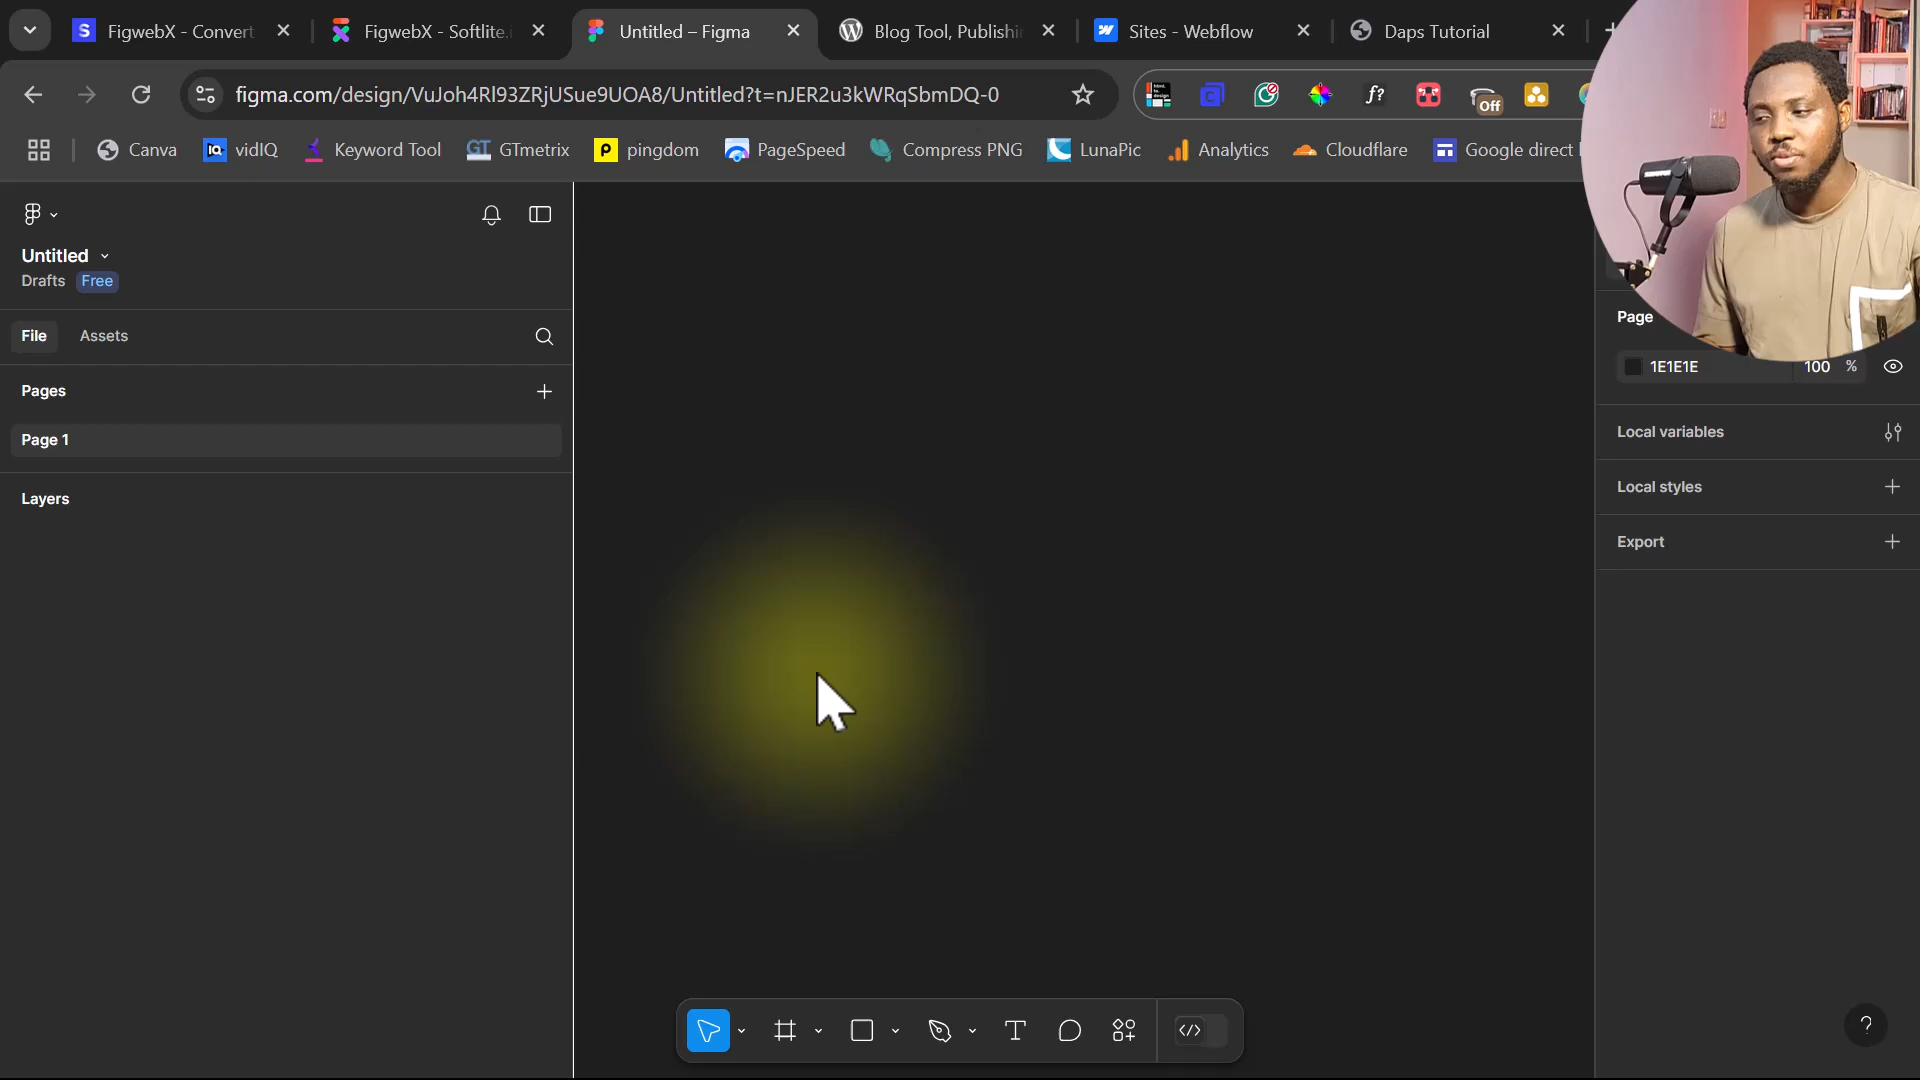 FigwebX - Convert
FigwebX - Softlite.
Untitled – Figma
Blog Tool, Publishi
Sites - Webflow
Daps Tutorial
figma.com/design/VuJoh4Rl93ZRjUSue9UOA8/Untitled?t=nJER2u3kWRqSbmDQ-0
f?
Off
Canva
vidIQ
Keyword Tool
GTmetrix
pingdom
PageSpeed
Compress PNG
LunaPic
Analytics
Cloudflare
Google direct
Untitled
Drafts Free
File Assets
Pages
Page 1
Layers
Page
1E1E1E 100 %
Local variables
Local styles
Export
?